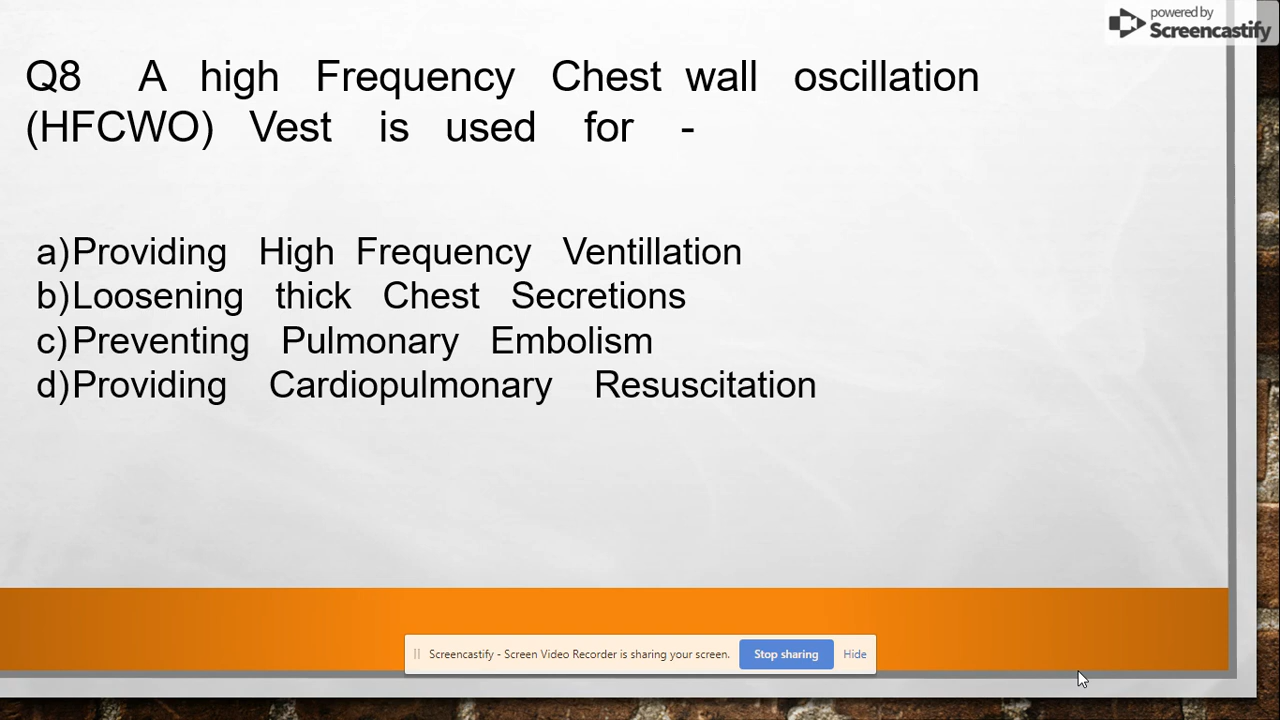 powered by
Screencastify
Q8 A high Frequency Chest wall oscillation
(HFCWO) Vest is used for -
a)Providing High Frequency Ventillation
b)Loosening thick Chest Secretions
c)Preventing Pulmonary Embolism
d)Providing Cardiopulmonary Resuscitation
Screencastify - Screen Video Recorder is sharing your screen. Stop sharing Hide